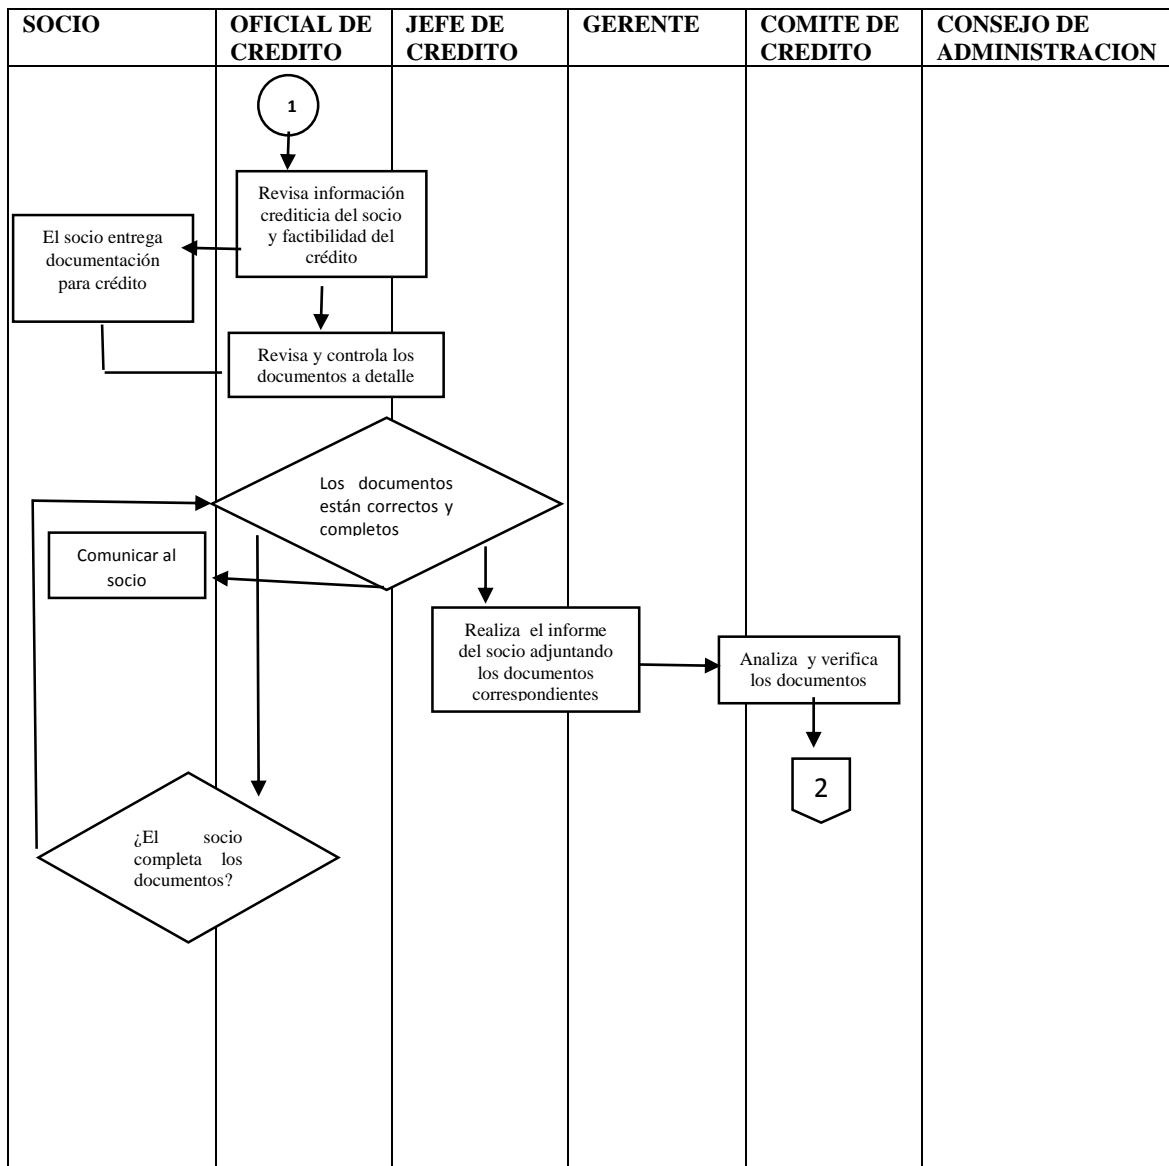 SOCIO
OFICIAL DE
CREDITO
JEFE DE
CREDITO
GERENTE
COMITE DE
CREDITO
CONSEJO DE
ADMINISTRACION
1
Revisa información
crediticia del socio
y factibilidad del
crédito
El socio entrega
documentación
para crédito
Revisa y controla los
documentos a detalle
Los documentos
están correctos y
completos
Comunicar al
socio
Realiza el informe
del socio adjuntando
los documentos
correspondientes
Analiza y verifica
los documentos
2
¿El socio
completa los
documentos?